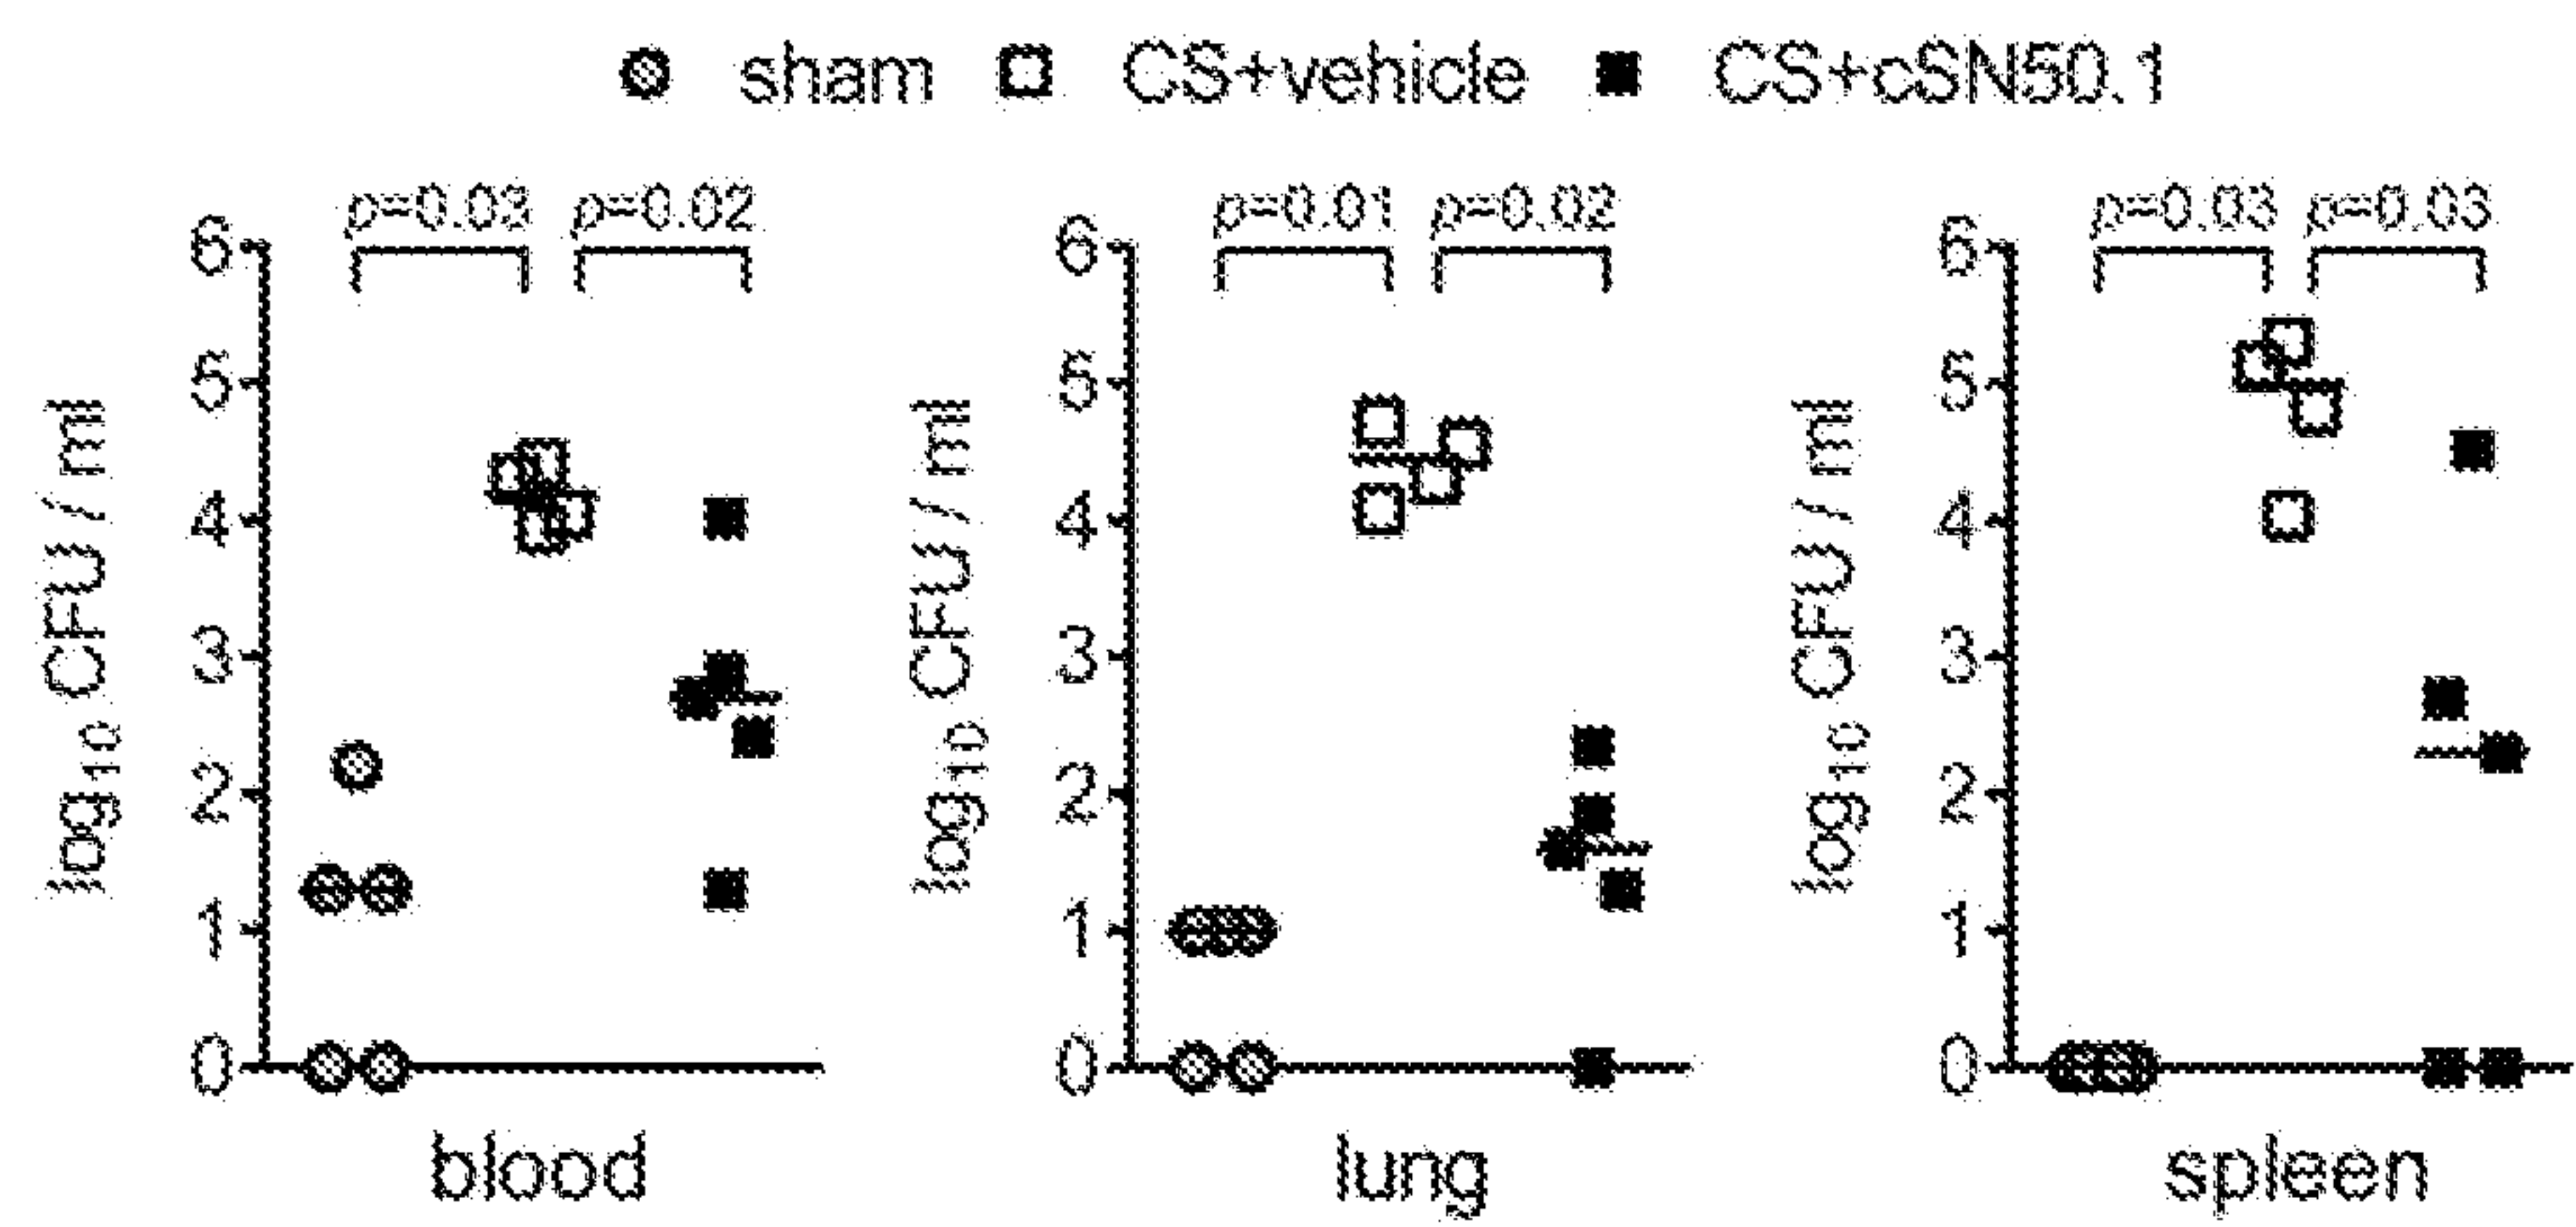 sham CS+vehicle CS+cSN50.1
p=0.03 p=0.02
log10 CFU / ml
6
5
4
3
2
1
0
blood
p=0.01 p=0.02
log10 CFU / ml
6
5
4
3
2
1
0
lung
p=0.03 p=0.03
log10 CFU / ml
6
5
4
3
2
1
0
spleen